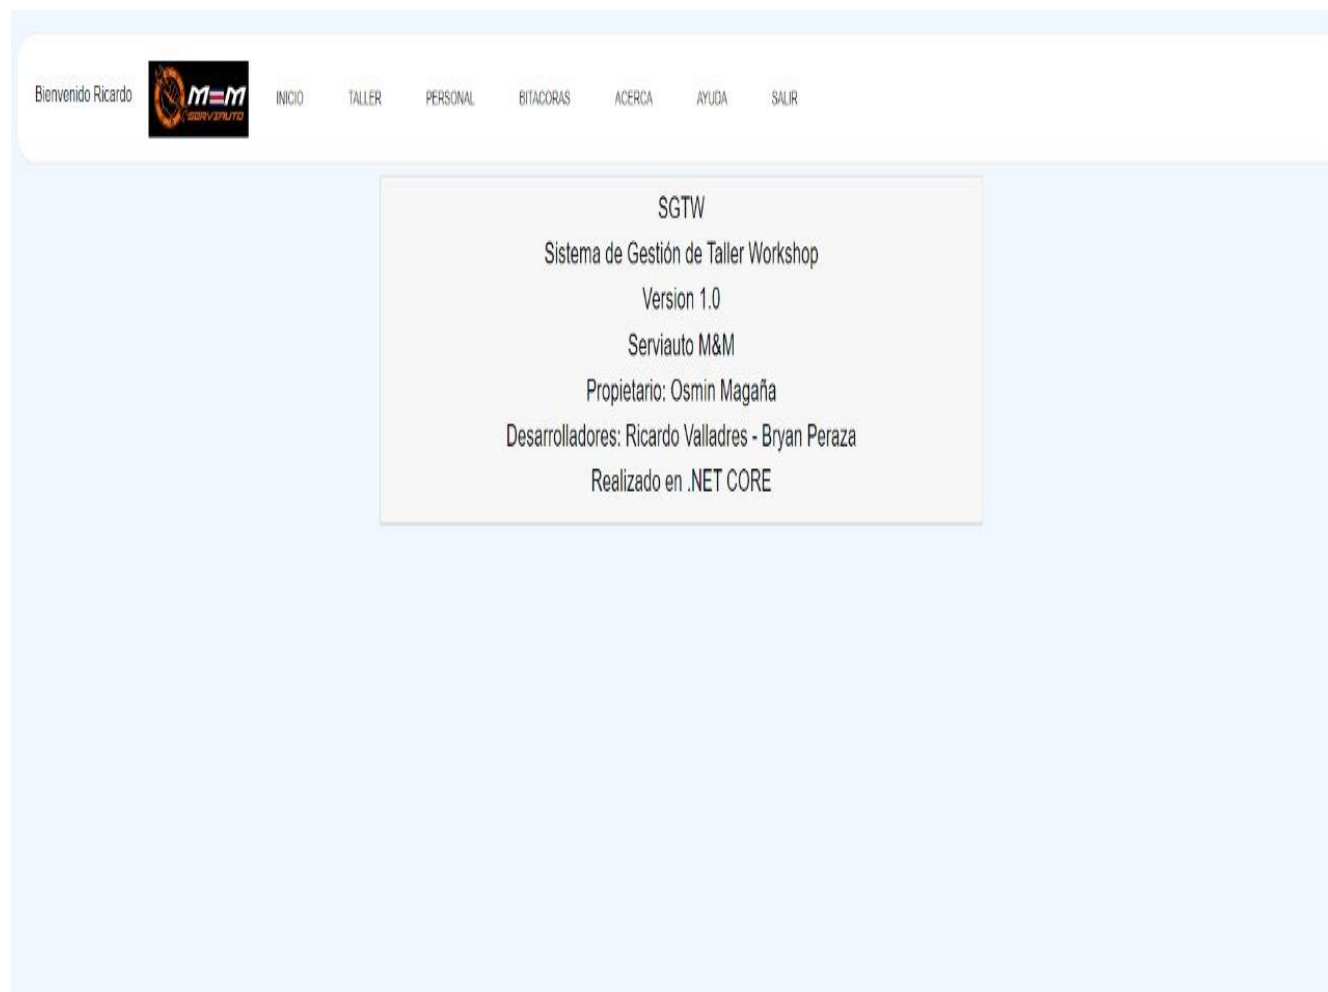 Bienvenido Ricardo
M=M
SERVIAUTO
INICIO TALLER PERSONAL BITACORAS ACERCA AYUDA SALIR
SGTW
Sistema de Gestión de Taller Workshop
Version 1.0
Serviauto M&M
Propietario: Osmin Magaña
Desarrolladores: Ricardo Valladres - Bryan Peraza
Realizado en .NET CORE